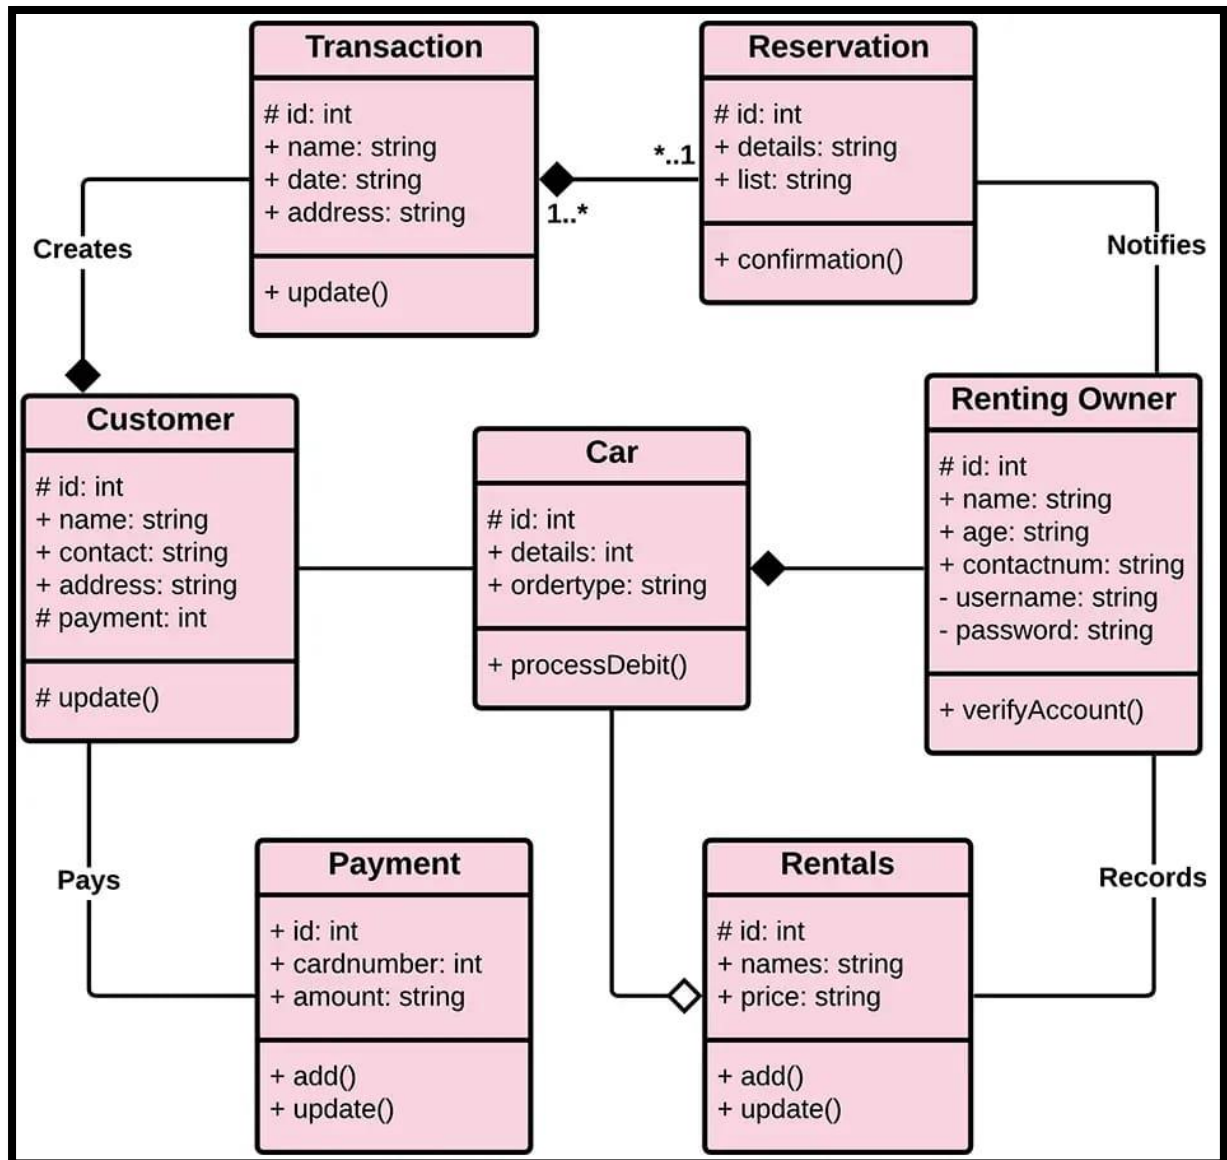 Transaction
# id: int
+ name: string
+ date: string
+ address: string
+ update()
*..1
1..*
Reservation
# id: int
+ details: string
+ list: string
+ confirmation()
Creates
Notifies
Customer
# id: int
+ name: string
+ contact: string
+ address: string
# payment: int
# update()
Car
# id: int
+ details: int
+ ordertype: string
+ processDebit()
Renting Owner
# id: int
+ name: string
+ age: string
+ contactnum: string
- username: string
- password: string
+ verifyAccount()
Pays
Payment
+ id: int
+ cardnumber: int
+ amount: string
+ add()
+ update()
Rentals
# id: int
+ names: string
+ price: string
+ add()
+ update()
Records